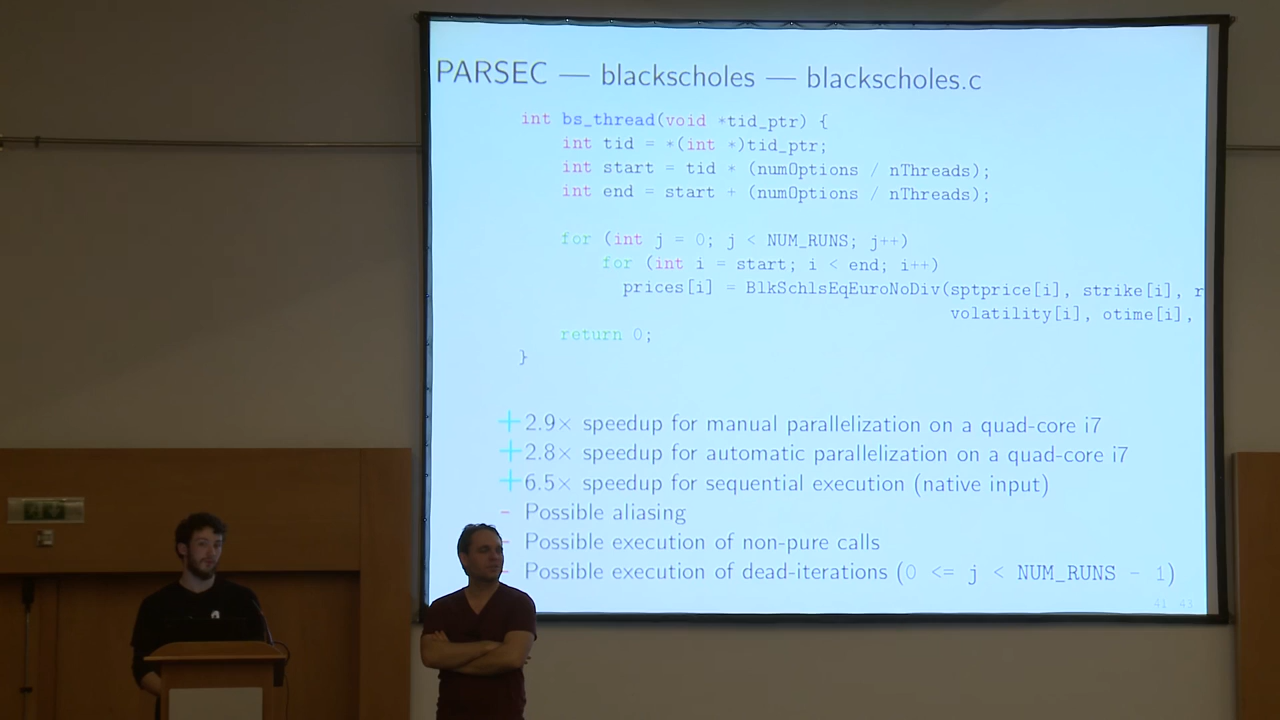 PARSEC — blackscholes — blackscholes.c
int bs_thread(void *tid_ptr) {
int tid = *(int *)tid_ptr;
int start = tid * (numOptions / nThreads);
int end = start + (numOptions / nThreads);
for (int j = 0; j < NUM_RUNS; j++)
for (int i = start; i < end; i++)
prices[i] = BlkSchlsEqEuroNoDiv(sptprice[i], strike[i], r
volatility[i], otime[i],
return 0;
}
+ 2.9× speedup for manual parallelization on a quad-core i7
+ 2.8× speedup for automatic parallelization on a quad-core i7
+ 6.5× speedup for sequential execution (native input)
- Possible aliasing
- Possible execution of non-pure calls
- Possible execution of dead-iterations (0 <= j < NUM_RUNS - 1)
41 43